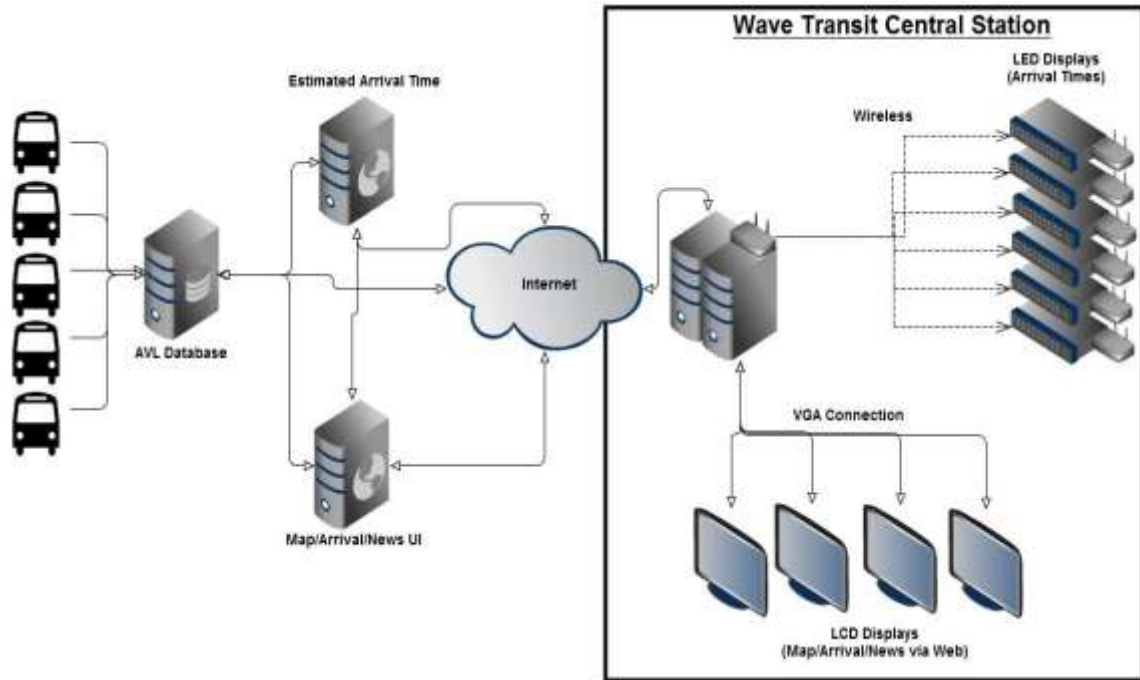 Wave Transit Central Station
Estimated Arrival Time
LED Displays
(Arrival Times)
Wireless
Internet
AVL Database
VGA Connection
Map/Arrival/News UI
LCD Displays
(Map/Arrival/News via Web)